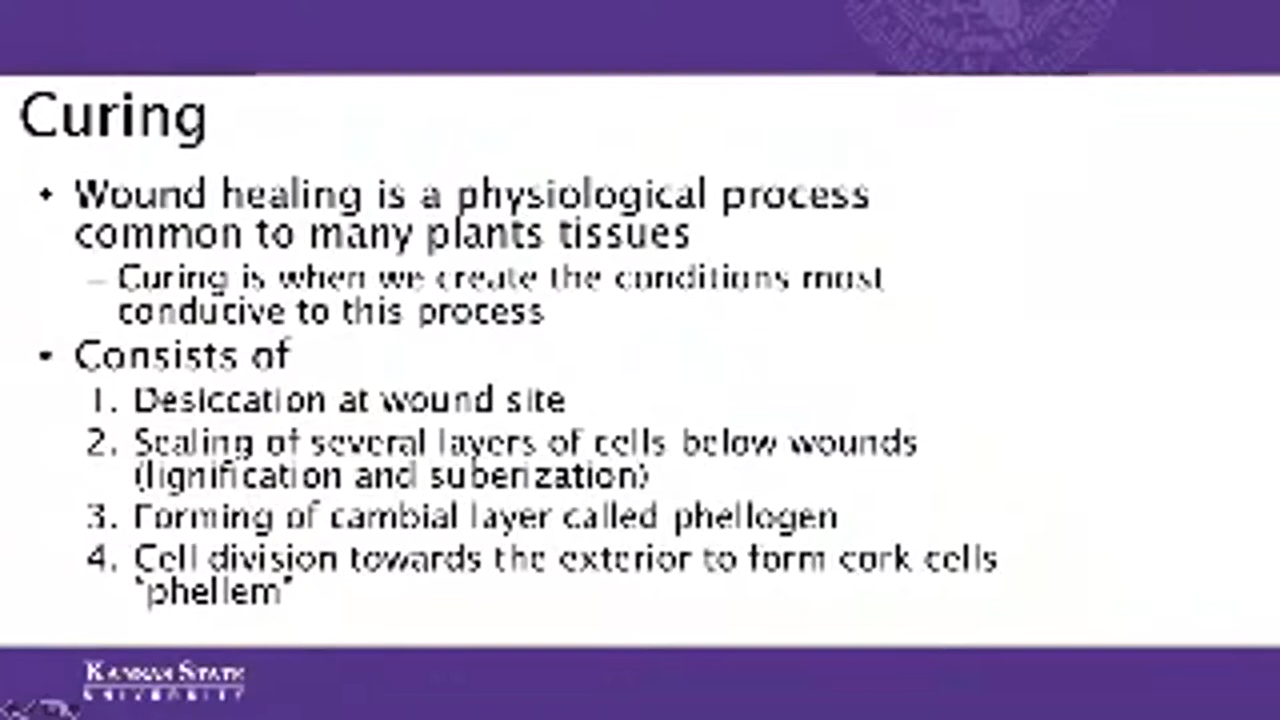 Curing
• Wound healing is a physiological process
common to many plants tissues
– Curing is when we create the conditions most
conducive to this process
• Consists of
1. Desiccation at wound site
2. Sealing of several layers of cells below wounds
(lignification and suberization)
3. Forming of cambial layer called phellogen
4. Cell division towards the exterior to form cork cells
"phellem"
KANSAS STATE
UNIVERSITY